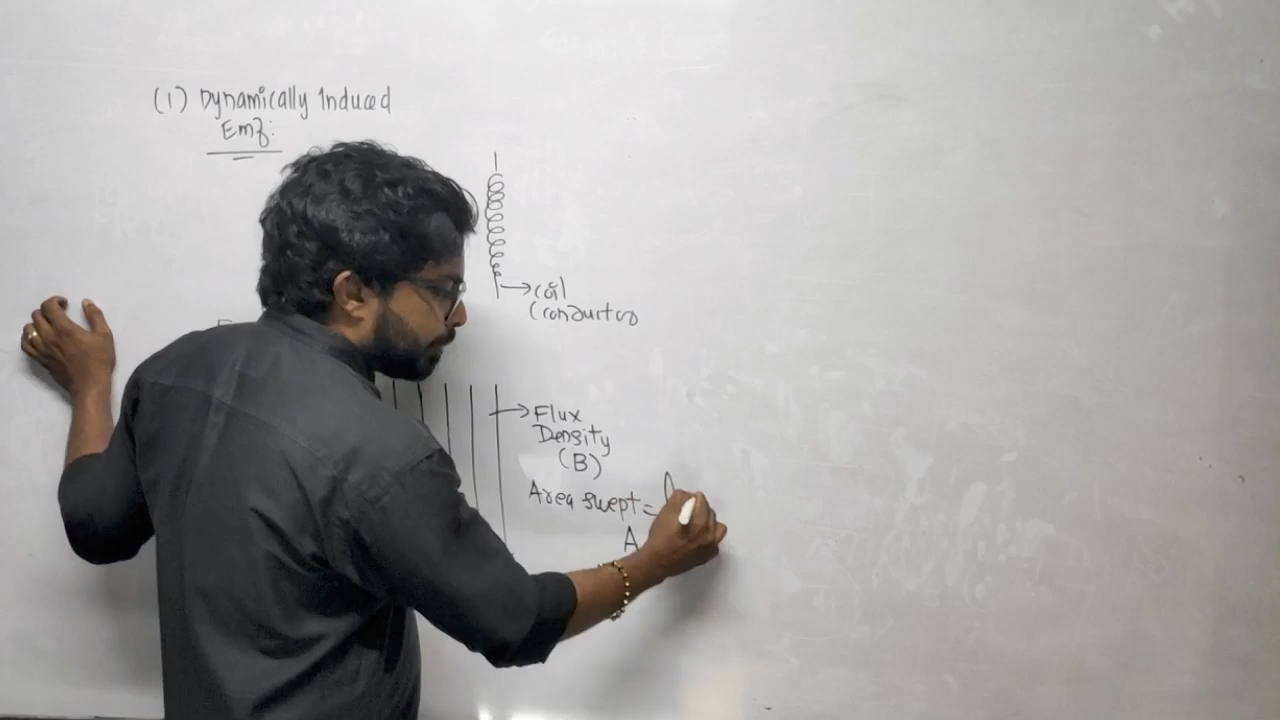 (1) Dynamically Induced
Emf:
coil
Conductor
Flux
Density
(B)
Area swept = l
A